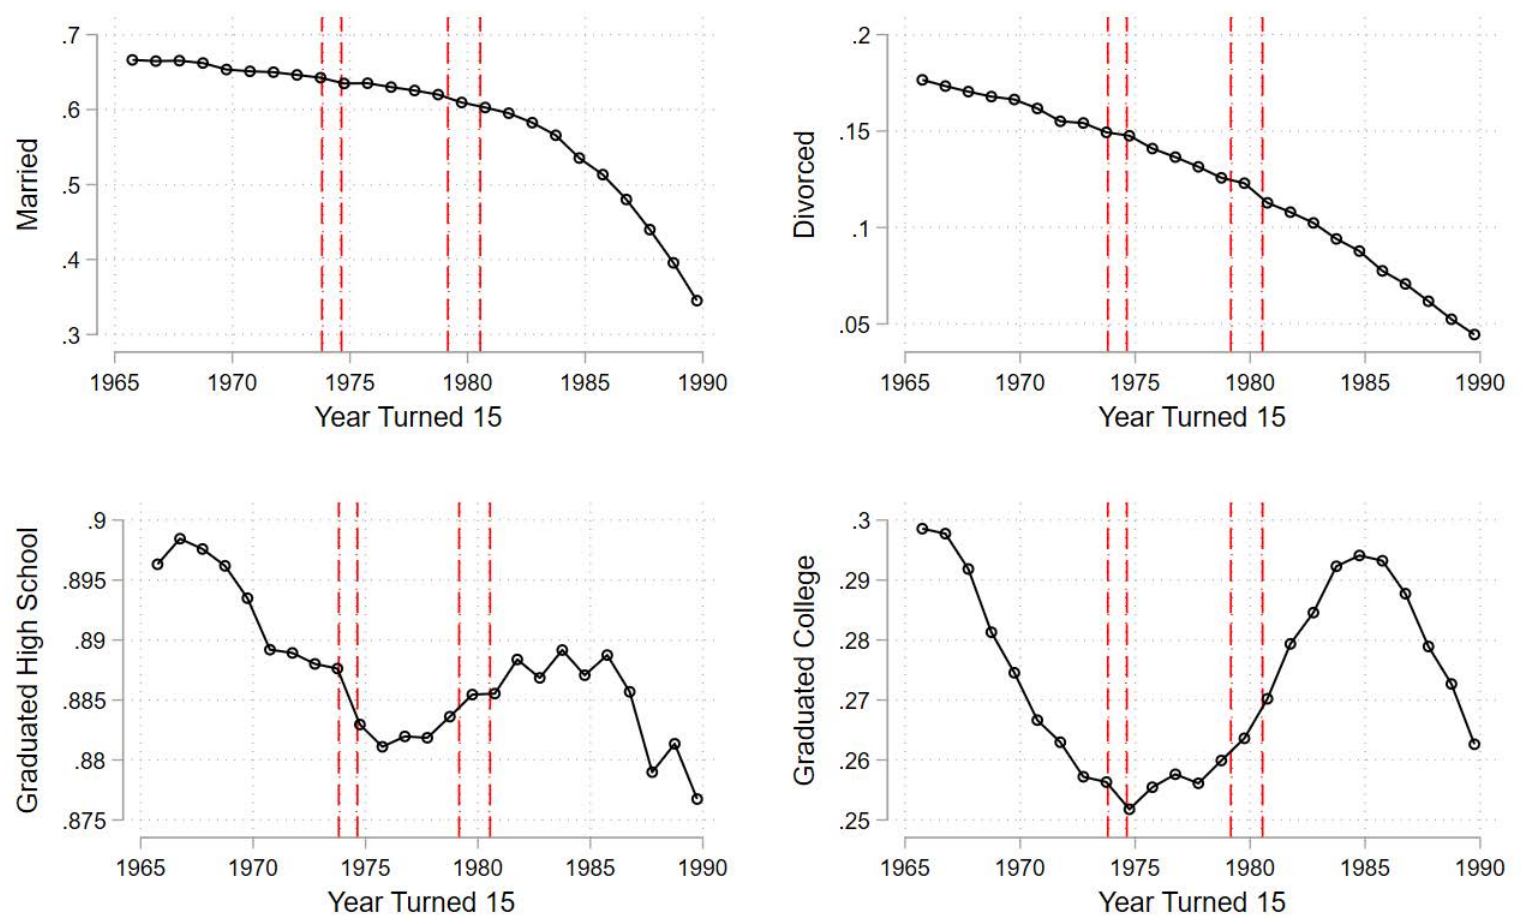 Married
.7
.6
.5
.4
.3
1965 1970 1975 1980 1985 1990
Year Turned 15
Divorced
.2
.15
.1
.05
1965 1970 1975 1980 1985 1990
Year Turned 15
Graduated High School
.9
.895
.89
.885
.88
.875
1965 1970 1975 1980 1985 1990
Year Turned 15
Graduated College
.3
.29
.28
.27
.26
.25
1965 1970 1975 1980 1985 1990
Year Turned 15